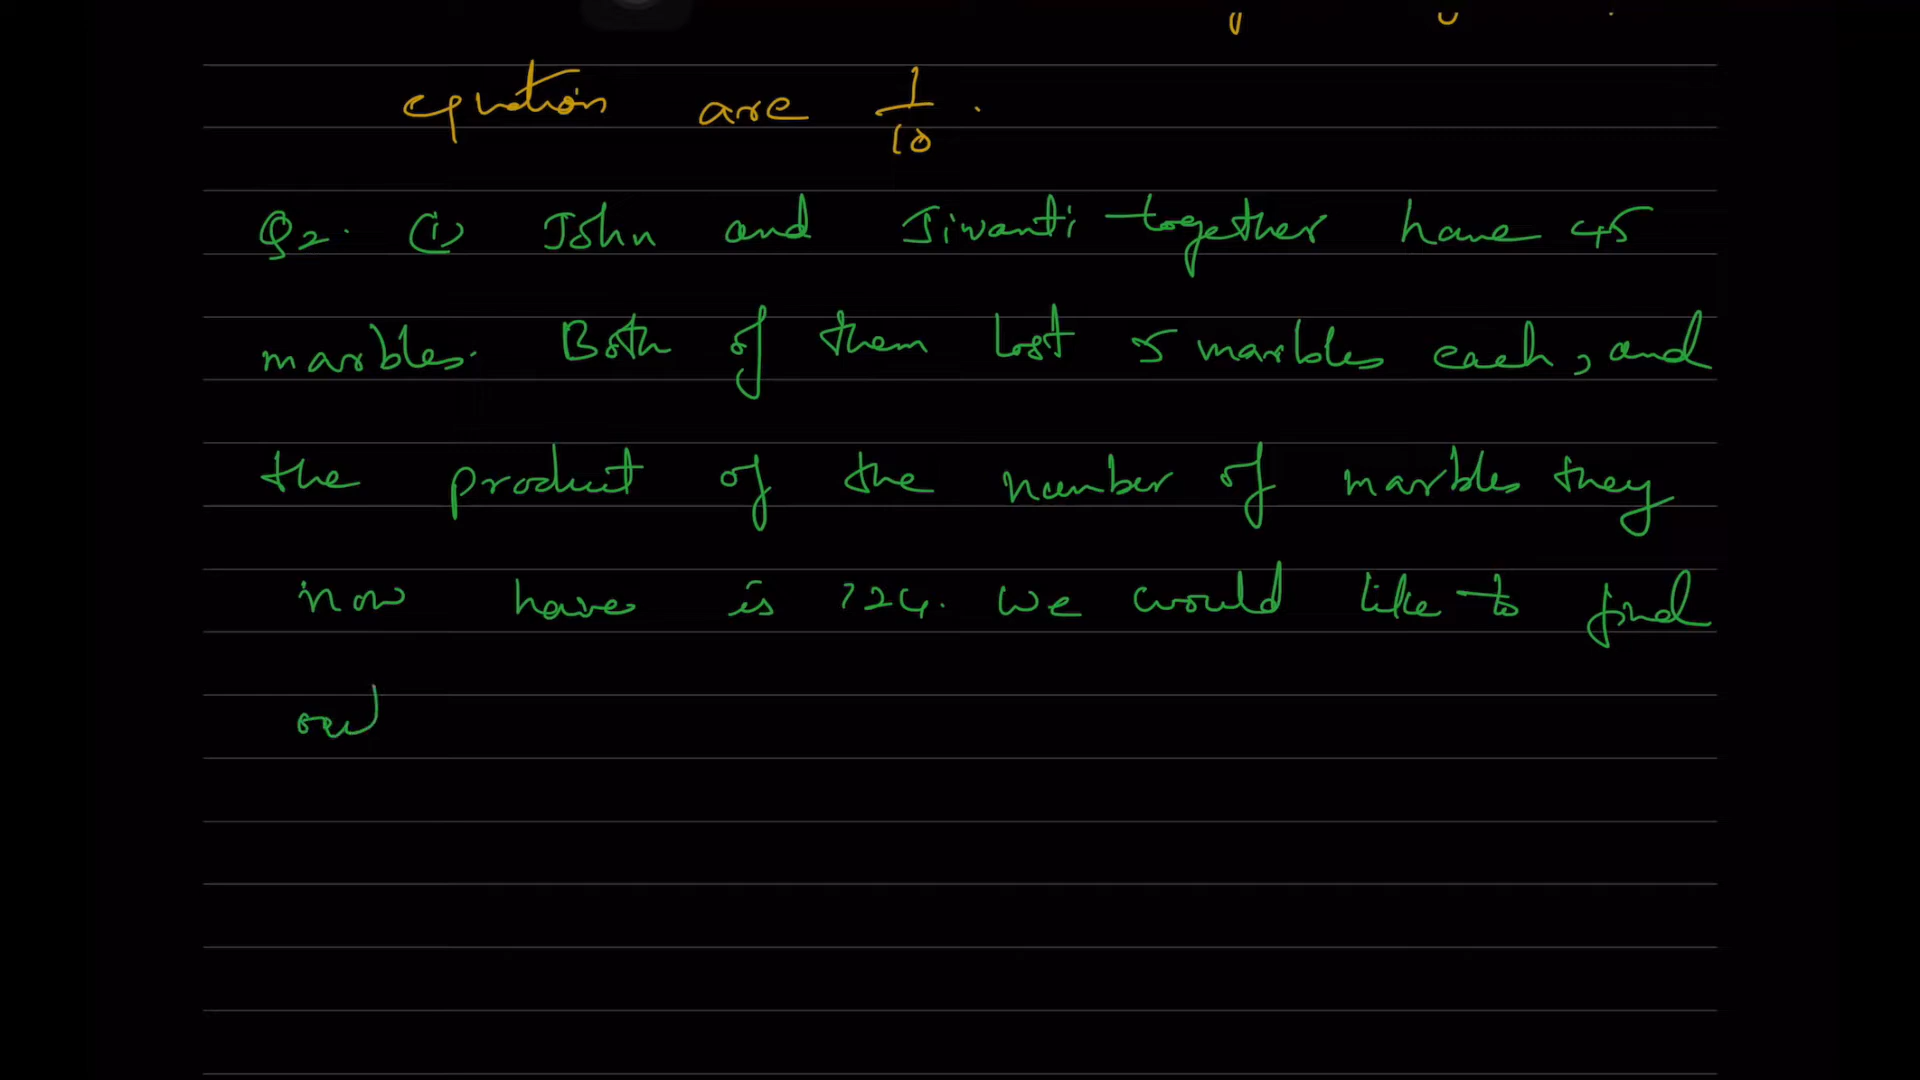 equation are 1/10.
Q2. (i) John and Jivanti together have 45
marbles. Both of them lost 5 marbles each, and
the product of the number of marbles they
now have is 124. We would like to find
out